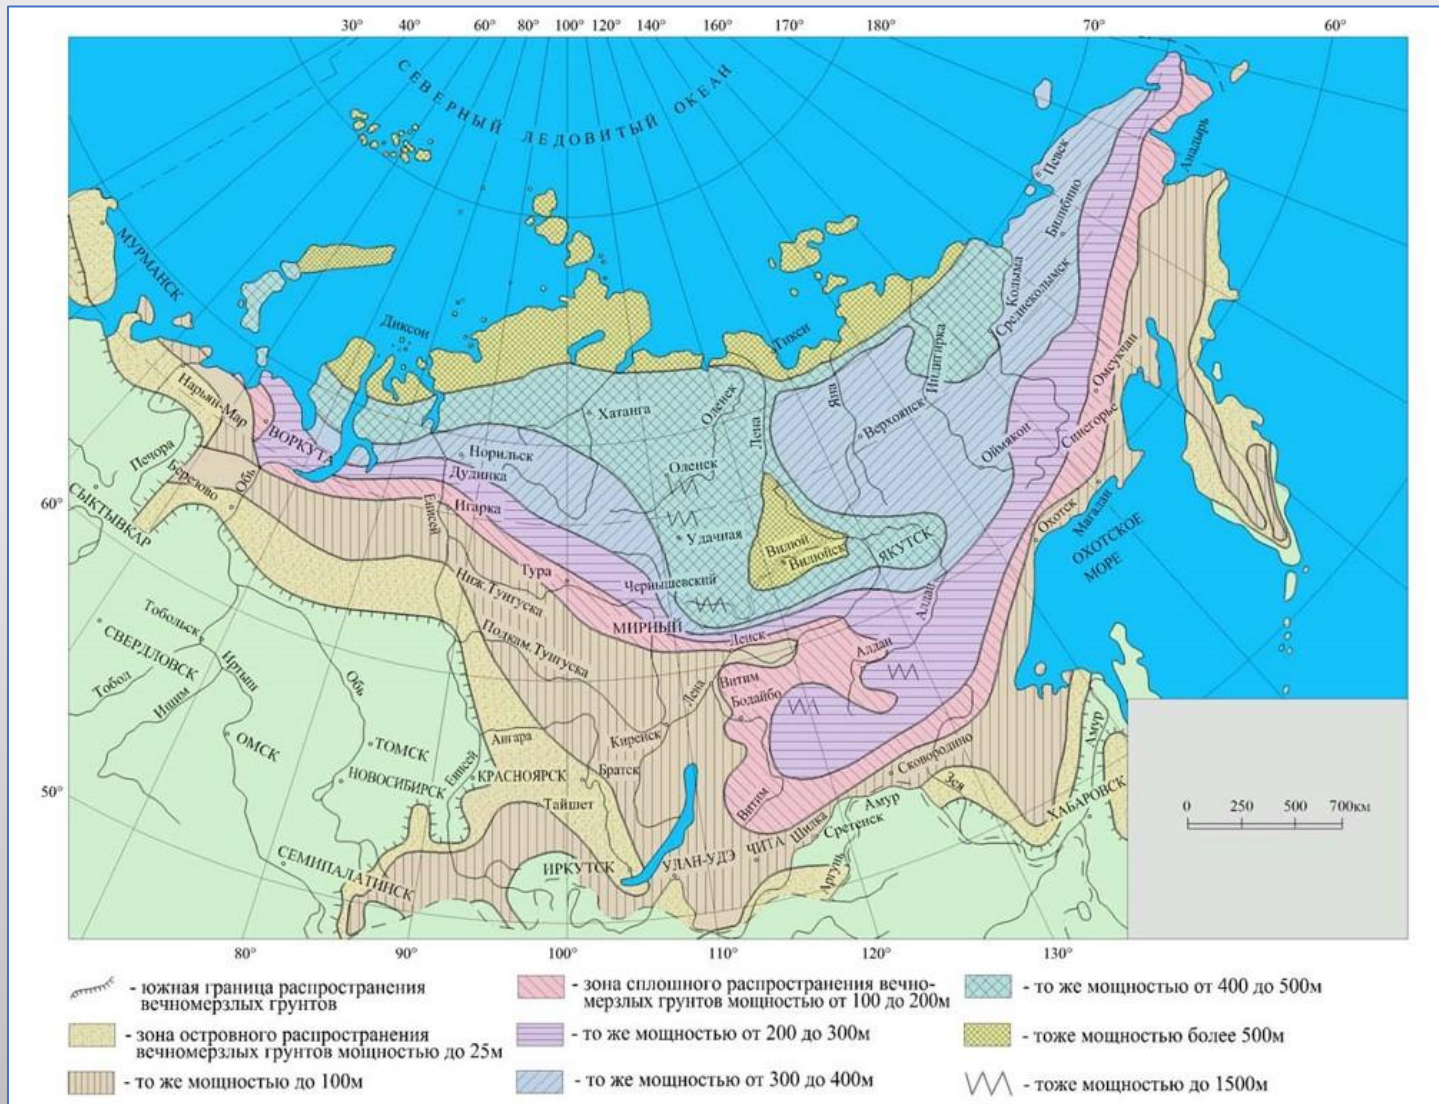 30° 40° 60° 80° 100° 120° 140° 160° 170° 180° 70° 60°
СЕВЕРНЫЙ ЛЕДОВИТЫЙ ОКЕАН
МУРМАНСК
Диксон
Тикси
Певек
Билибино
Анадырь
Колыма
Среднеколымск
Индигирка
Яна
Верхоянск
Оймякон
Омсукчан
Синегорье
Магадан
Охотск
ОХОТСКОЕ
МОРЕ
Нарьян-Мар
ВОРКУТА
Печора
Березово
Обь
СЫКТЫВКАР
60°
Норильск
Дудинка
Игарка
Енисей
Хатанга
Оленек
Лена
Оленек
Удачная
Вилюй
Вилюйск
ЯКУТСК
Чернышевский
МИРНЫЙ
Ленск
Алдан
Алдан
Тура
Ниж.Тунгуска
Подкам.Тунгуска
Витим
Бодайбо
Лена
Киренск
Тобольск
СВЕРДЛОВСК
Тобол
Ишим
Иртыш
Обь
ОМСК
ТОМСК
НОВОСИБИРСК
Енисей
Ангара
КРАСНОЯРСК
Братск
Тайшет
50°
СЕМИПАЛАТИНСК
ИРКУТСК
УЛАН-УДЭ
ЧИТА
Витим
Шилка
Сретенск
Аргунь
Амур
Сковородино
Зея
ХАБАРОВСК
Амур
0 250 500 700км
80° 90° 100° 110° 120° 130°
- южная граница распространения
вечномерзлых грунтов
- зона островного распространения
вечномерзлых грунтов мощностью до 25м
- то же мощностью до 100м
- зона сплошного распространения вечно-
мерзлых грунтов мощностью от 100 до 200м
- то же мощностью от 200 до 300м
- то же мощностью от 300 до 400м
- то же мощностью от 400 до 500м
- тоже мощностью более 500м
- тоже мощностью до 1500м